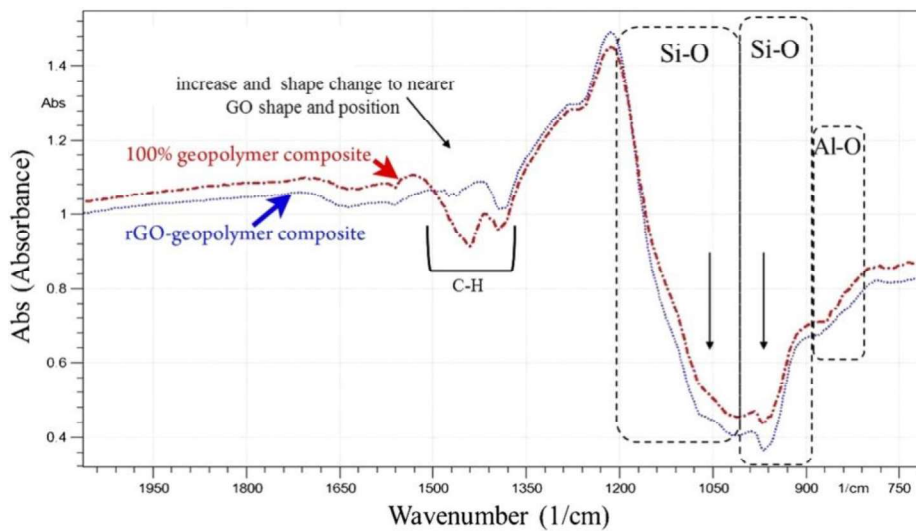 1.4
Abs
1.2
1
0.8
0.6
0.4
Abs (Absorbance)
increase and shape change to nearer
GO shape and position
100% geopolymer composite
rGO-geopolymer composite
C-H
Si-O
Si-O
Al-O
1950
1800
1650
1500
1350
1200
1050
900
1/cm
750
Wavenumber (1/cm)